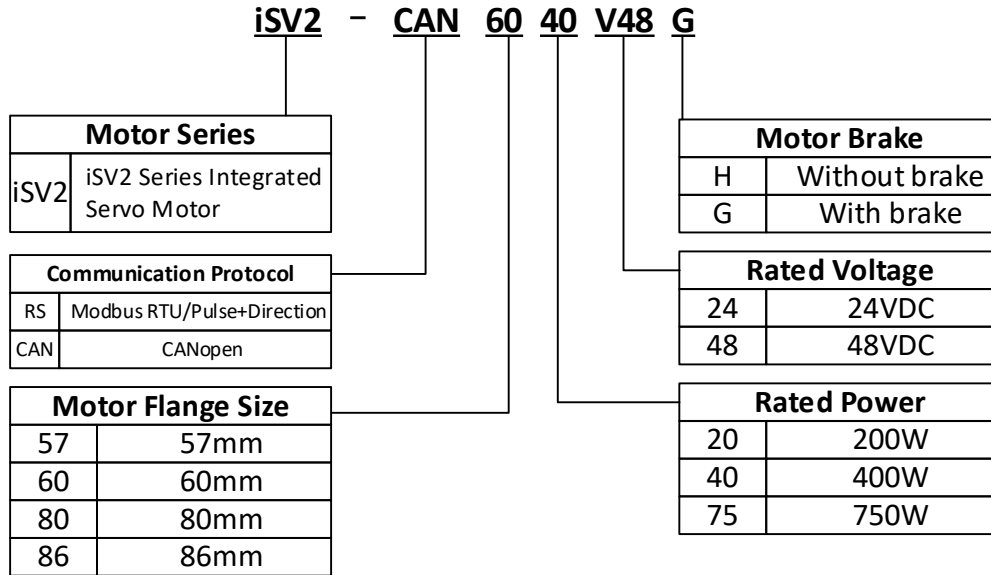 iSV2 - CAN 60 40 V48 G
Motor Series
iSV2 iSV2 Series Integrated
Servo Motor
Communication Protocol
RS Modbus RTU/Pulse+Direction
CAN CANopen
Motor Flange Size
57 57mm
60 60mm
80 80mm
86 86mm
Motor Brake
H Without brake
G With brake
Rated Voltage
24 24VDC
48 48VDC
Rated Power
20 200W
40 400W
75 750W